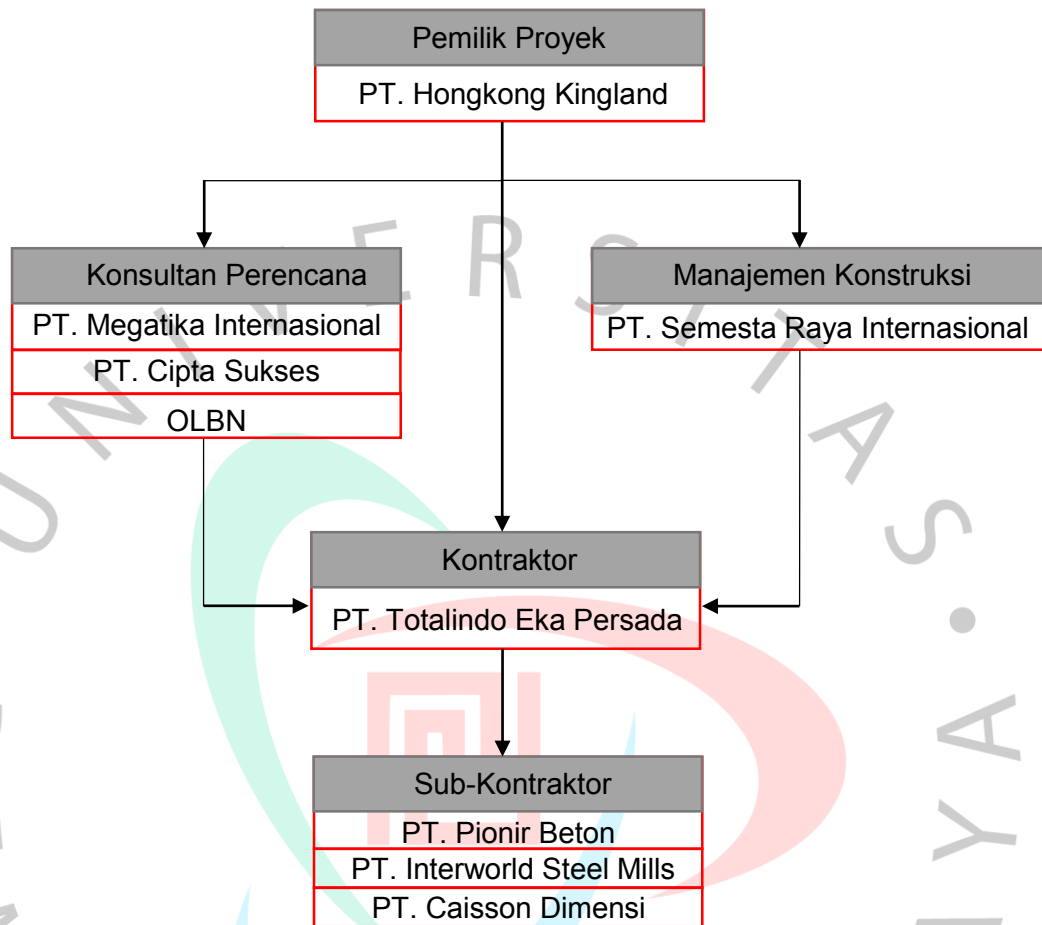 Pemilik Proyek
PT. Hongkong Kingland
Konsultan Perencana
PT. Megatika Internasional
PT. Cipta Sukses
OLBN
Manajemen Konstruksi
PT. Semesta Raya Internasional
Kontraktor
PT. Totalindo Eka Persada
Sub-Kontraktor
PT. Pionir Beton
PT. Interworld Steel Mills
PT. Caisson Dimensi
UNIVERSITAS